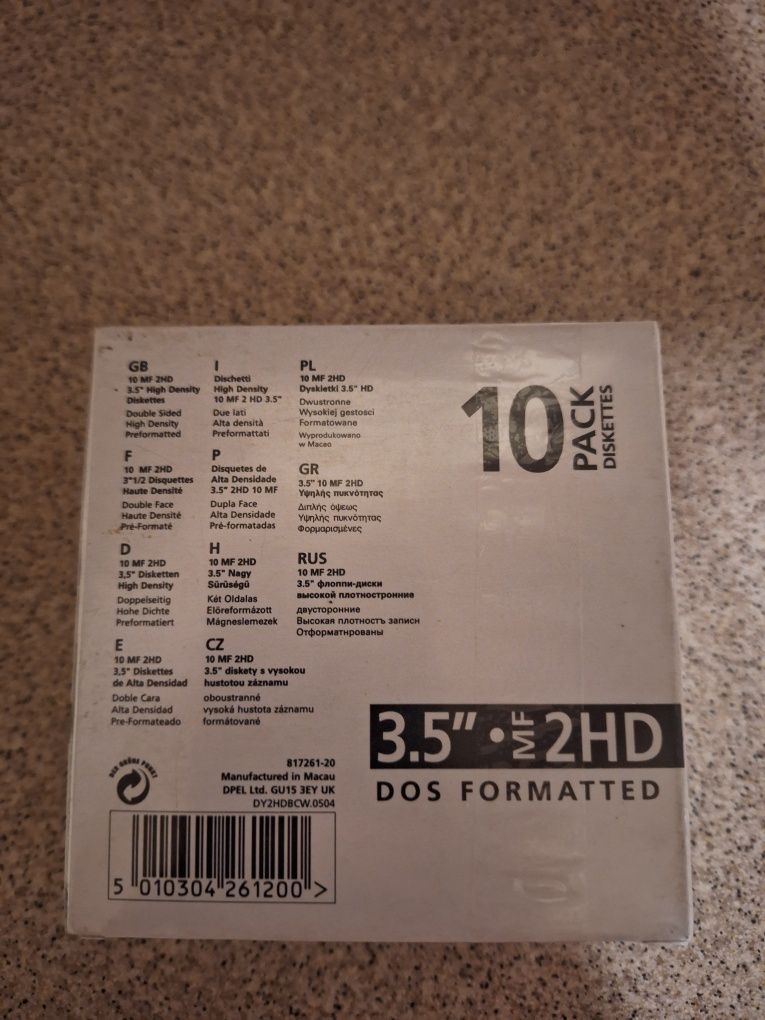 GB
10 MF 2HD
3.5" High Density
Diskettes
Double Sided
High Density
Preformatted
F
10 MF 2HD
3"1/2 Disquettes
Haute Densité
Double Face
Haute Densité
Pré-Formaté
D
10 MF 2HD
3,5" Disketten
High Density
Doppelseitig
Hohe Dichte
Preformatiert
E
10 MF 2HD
3,5" Diskettes
de Alta Densidad
Doble Cara
Alta Densidad
Pre-Formateado
I
Dischetti
High Density
10 MF 2 HD 3.5"
Due lati
Alta densità
Preformattati
P
Disquetes de
Alta Densidade
3.5" 2HD 10 MF
Dupla Face
Alta Densidade
Pré-formatadas
H
10 MF 2HD
3.5" Nagy
Sűrűségű
Két Oldalas
Előreformázott
Mágneslemezek
CZ
10 MF 2HD
3.5" diskety s vysokou
hustotou záznamu
oboustranné
vysoká hustota záznamu
formátované
PL
10 MF 2HD
Dyskietki 3.5" HD
Dwustronne
Wysokiej gestosci
Formatowane
Wyprodukowano
w Macao
GR
3.5" 10 MF 2HD
Υψηλής πυκνότητας
Διπλής όψεως
Υψηλής πυκνότητας
Φορμαρισμένες
RUS
10 MF 2HD
3.5" флоппи-диски
высокой плотностронние
двусторонние
Высокая плотность записн
Отформатнрованы
10 PACK
DISKETTES
3.5" • MF 2HD
DOS FORMATTED
DER GRÜNE PUNKT
817261-20
Manufactured in Macau
DPEL Ltd. GU15 3EY UK
DY2HDBCW.0504
5 010304 261200 >